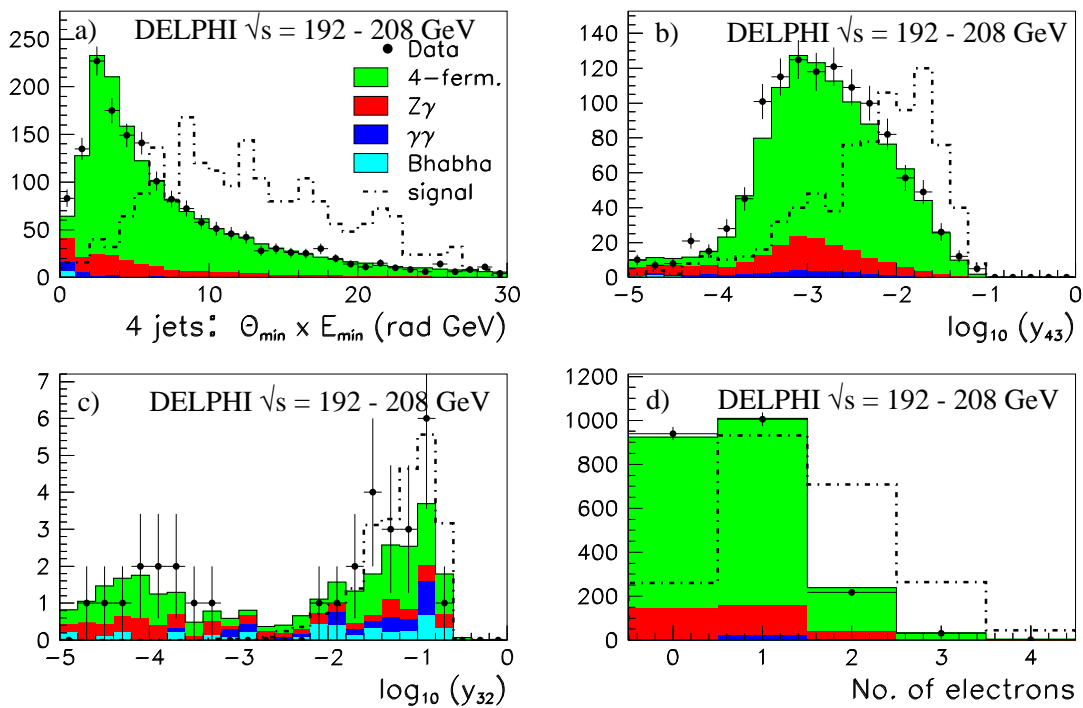 a) DELPHI √s = 192 - 208 GeV
Data
4-ferm.
Zγ
γγ
Bhabha
signal
250
200
150
100
50
0
0 10 20 30
4 jets: Θmin x Emin (rad GeV)
b) DELPHI √s = 192 - 208 GeV
140
120
100
80
60
40
20
0
-5 -4 -3 -2 -1 0
log10 (y43)
c) DELPHI √s = 192 - 208 GeV
7
6
5
4
3
2
1
0
-5 -4 -3 -2 -1 0
log10 (y32)
d) DELPHI √s = 192 - 208 GeV
1200
1000
800
600
400
200
0
0 1 2 3 4
No. of electrons